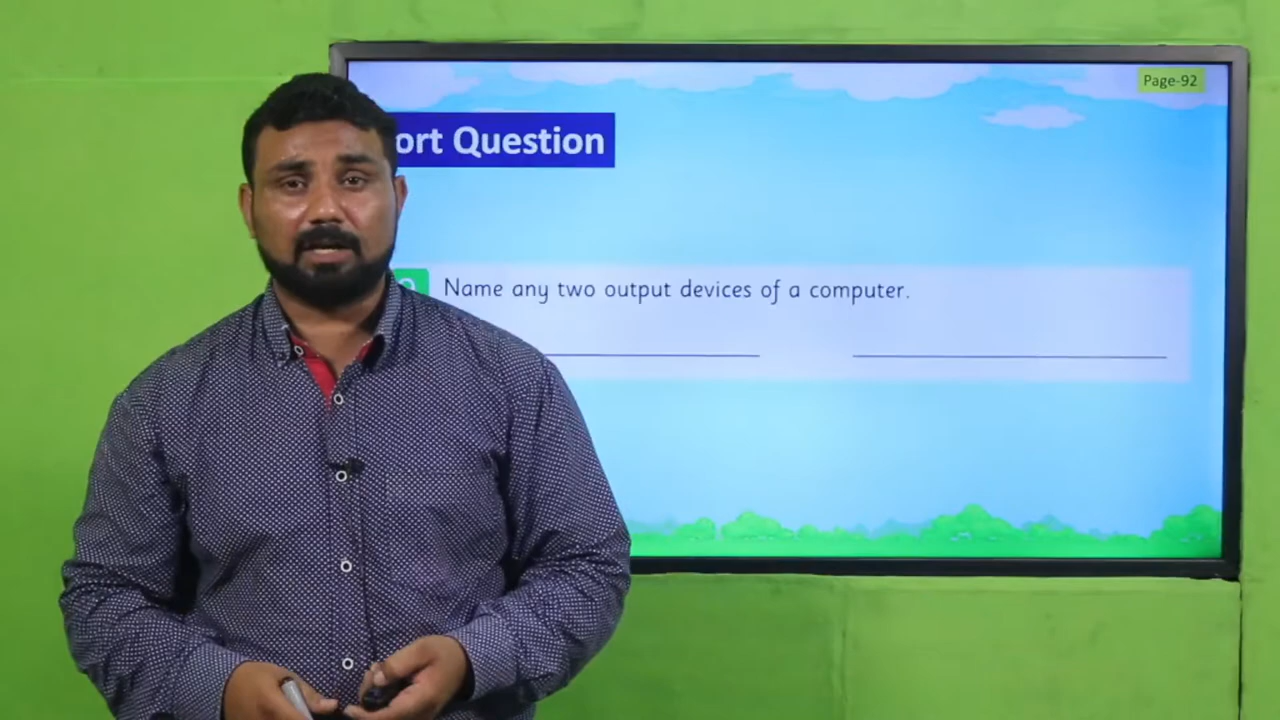 Page-92
ort Question
Name any two output devices of a computer.